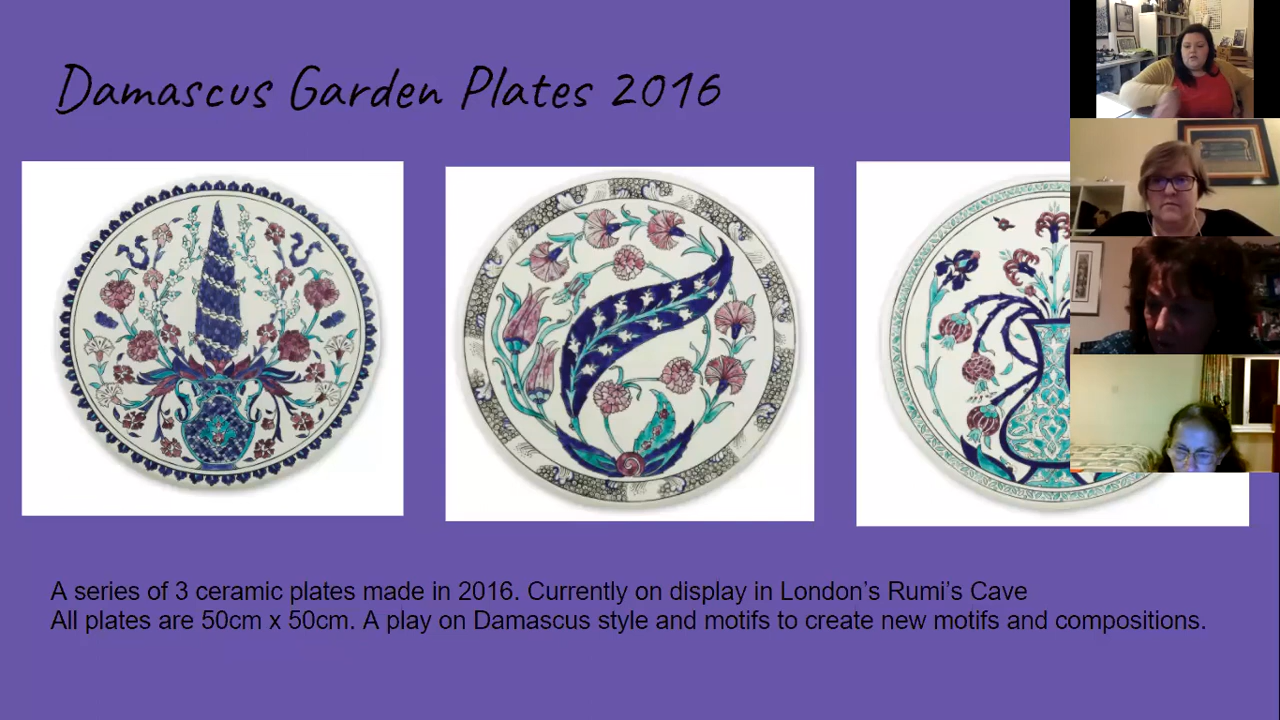 Damascus Garden Plates 2016
A series of 3 ceramic plates made in 2016. Currently on display in London’s Rumi’s Cave
All plates are 50cm x 50cm. A play on Damascus style and motifs to create new motifs and compositions.